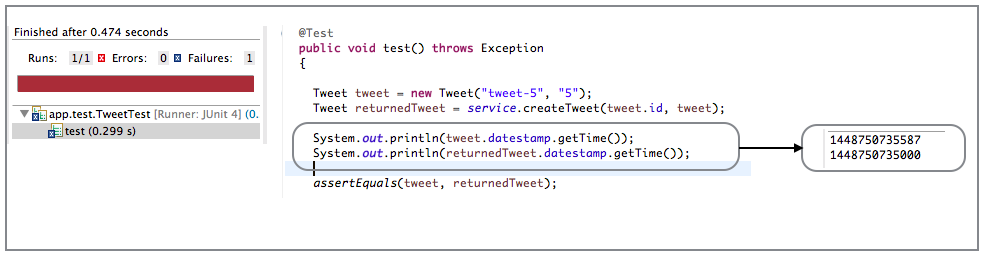 Finished after 0.474 seconds
Runs: 1/1 Errors: 0 Failures: 1
app.test.TweetTest [Runner: JUnit 4] (0.
test (0.299 s)
@Test
public void test() throws Exception
{
Tweet tweet = new Tweet("tweet-5", "5");
Tweet returnedTweet = service.createTweet(tweet.id, tweet);
System.out.println(tweet.datestamp.getTime());
System.out.println(returnedTweet.datestamp.getTime());
assertEquals(tweet, returnedTweet);
1448750735587
1448750735000